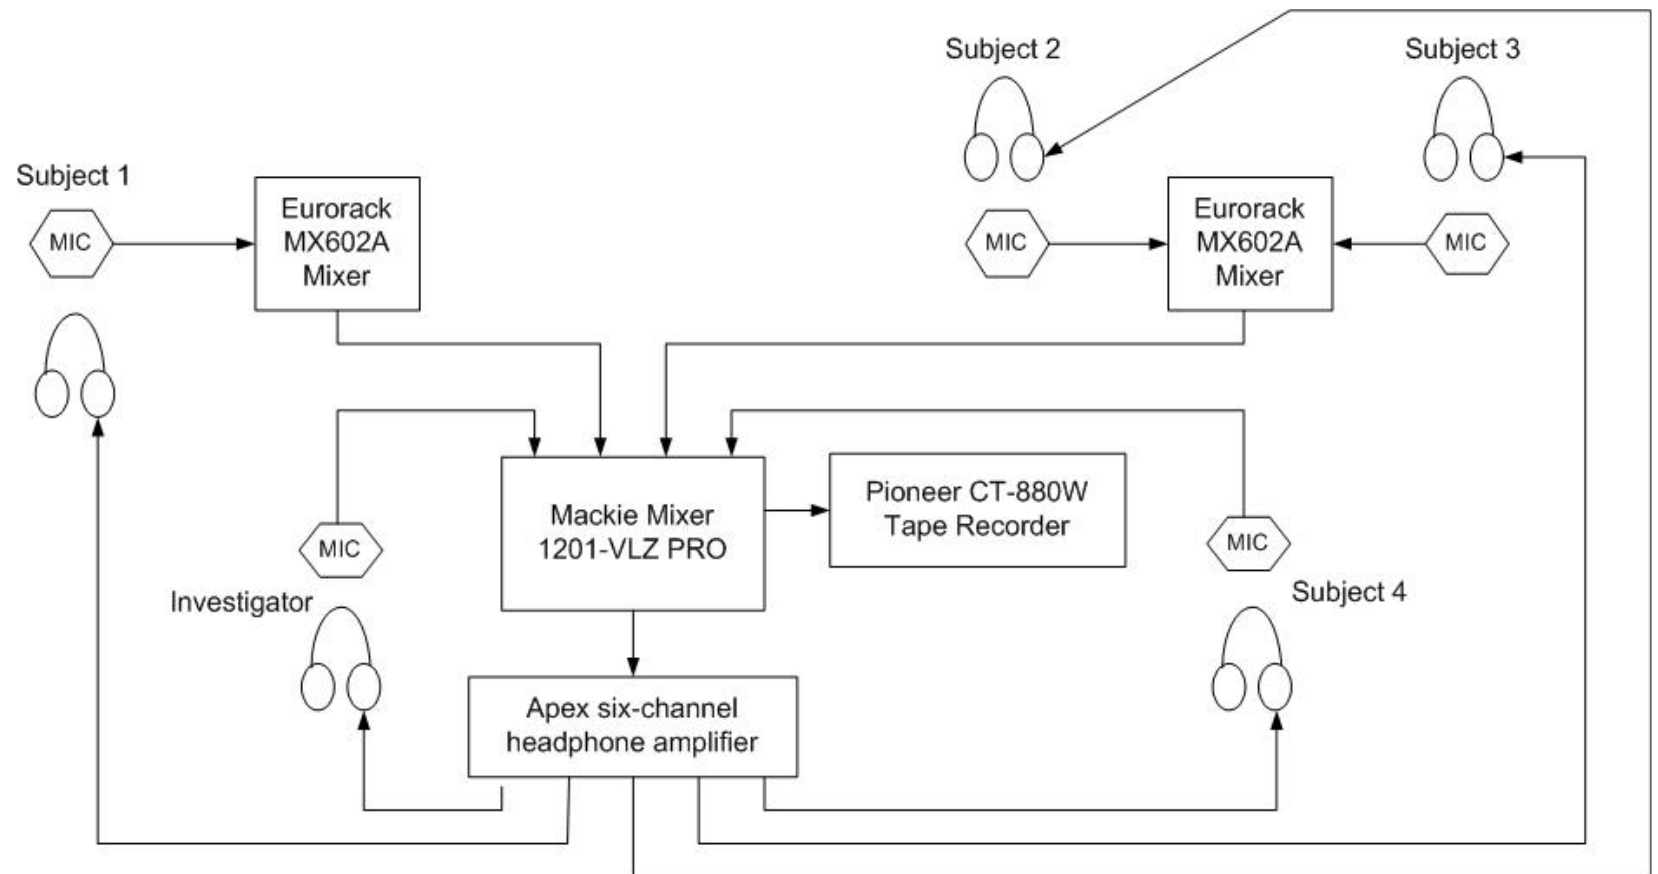 Subject 2
Subject 3
Subject 1
Eurorack
MX602A
Mixer
Eurorack
MX602A
Mixer
MIC
MIC
MIC
Mackie Mixer
1201-VLZ PRO
Pioneer CT-880W
Tape Recorder
MIC
MIC
Investigator
Subject 4
Apex six-channel
headphone amplifier